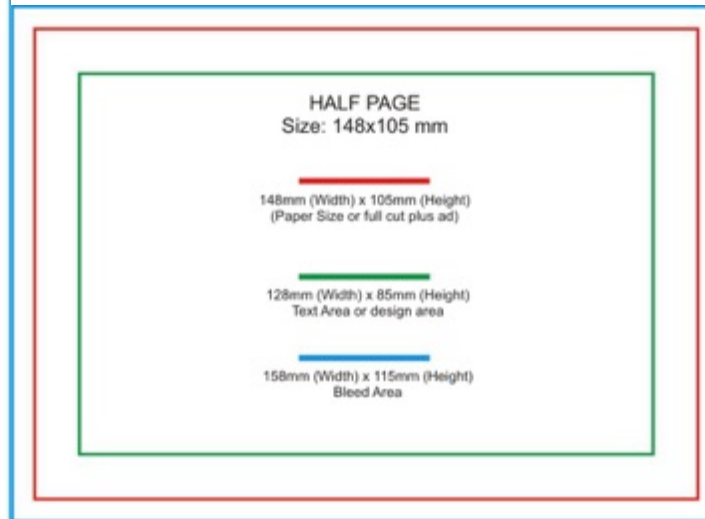 HALF PAGE
Size: 148x105 mm
148mm (Width) x 105mm (Height)
(Paper Size or full cut plus ad)
128mm (Width) x 85mm (Height)
Text Area or design area
158mm (Width) x 115mm (Height)
Bleed Area